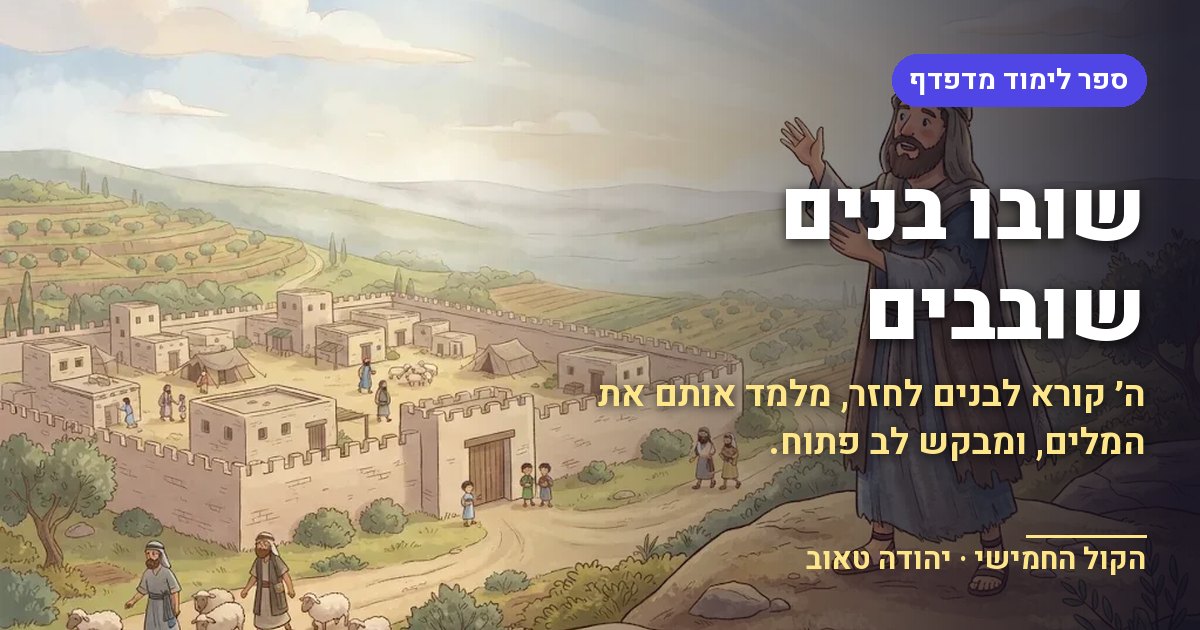 ספר לימוד מדפדף
שובו בנים
שובבים
ה׳ קורא לבנים לחזר, מלמד אותם את
המלים, ומבקש לב פתוח.
הקול החמישי · יהודה טאוב